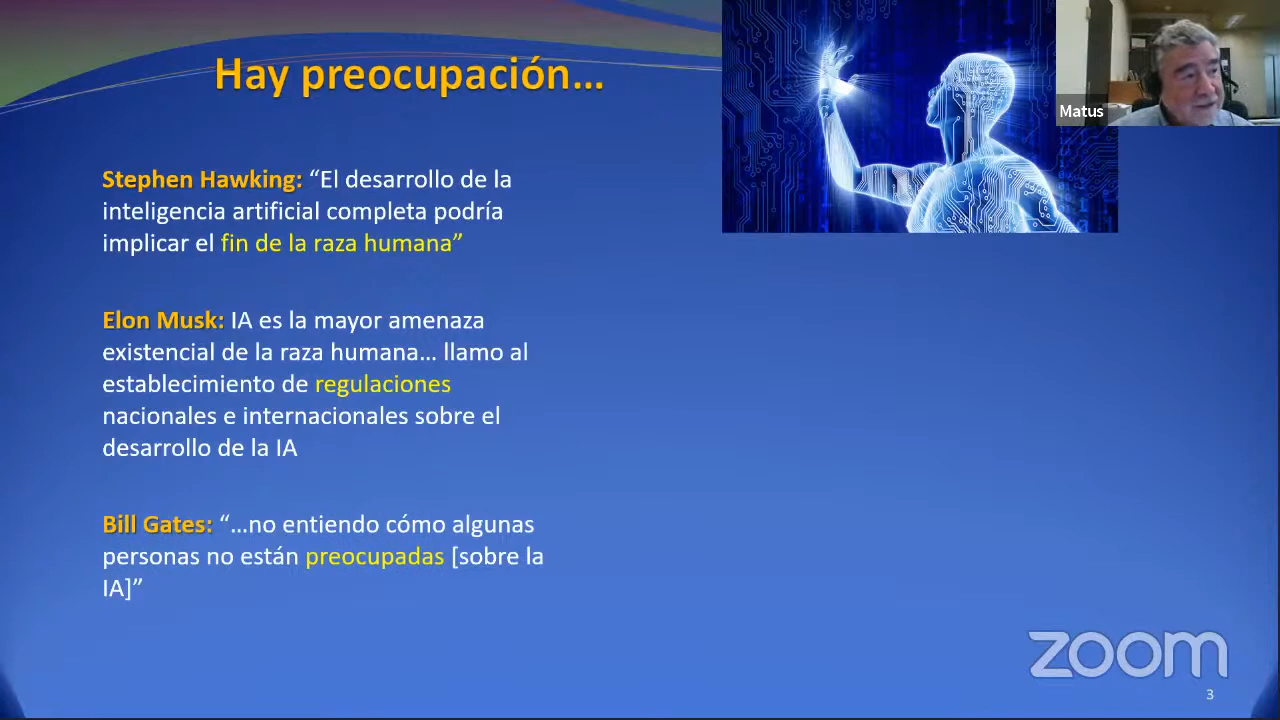 Hay preocupación...
Matus
Stephen Hawking: “El desarrollo de la
inteligencia artificial completa podría
implicar el fin de la raza humana”
Elon Musk: IA es la mayor amenaza
existencial de la raza humana… llamo al
establecimiento de regulaciones
nacionales e internacionales sobre el
desarrollo de la IA
Bill Gates: “…no entiendo cómo algunas
personas no están preocupadas [sobre la
IA]”
zoom
3